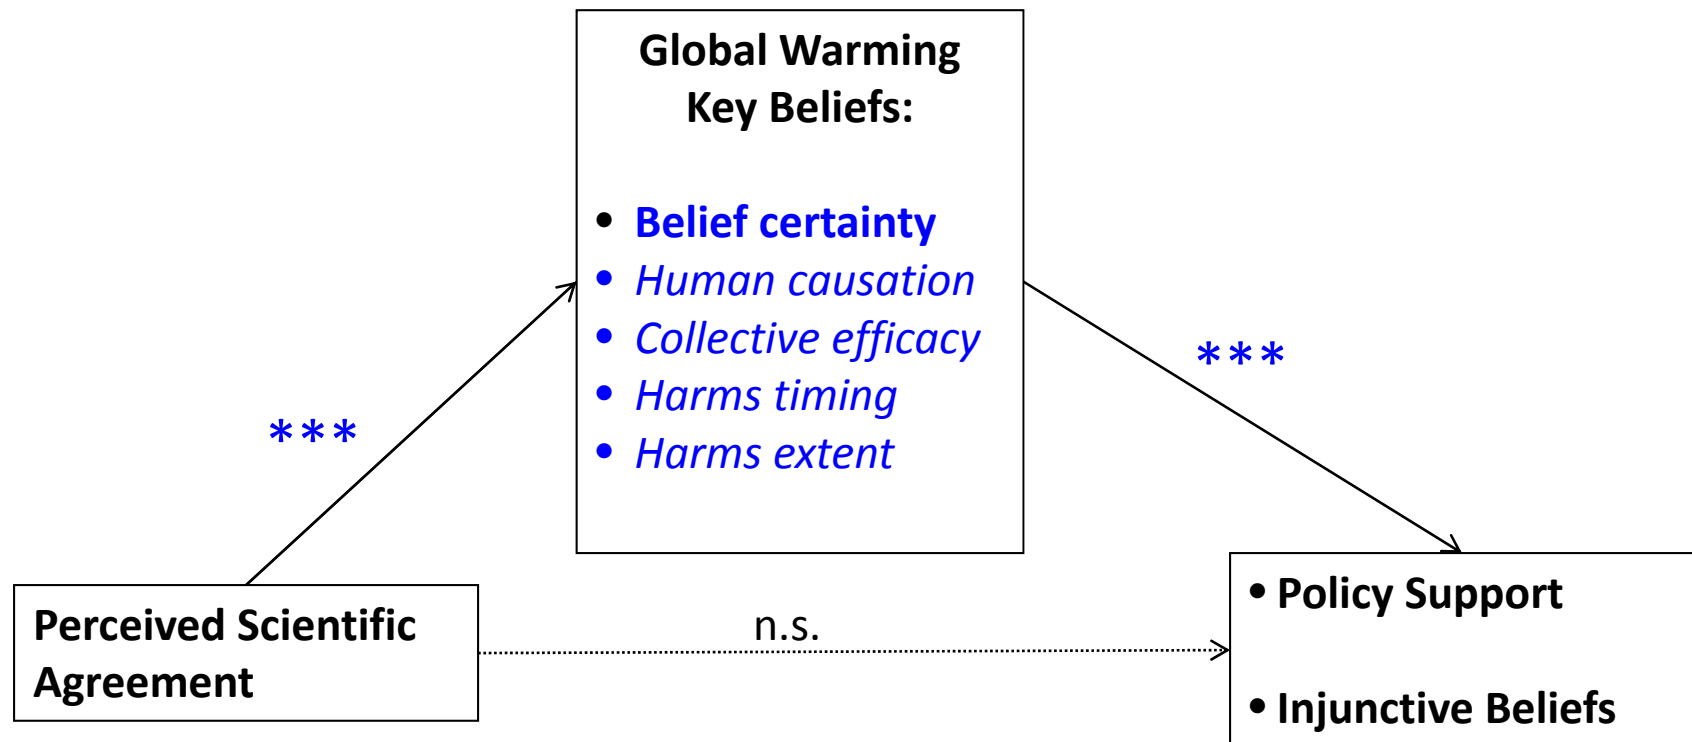 Global Warming
Key Beliefs:
• Belief certainty
• Human causation
• Collective efficacy
• Harms timing
• Harms extent
***
***
Perceived Scientific
Agreement
n.s.
• Policy Support
• Injunctive Beliefs